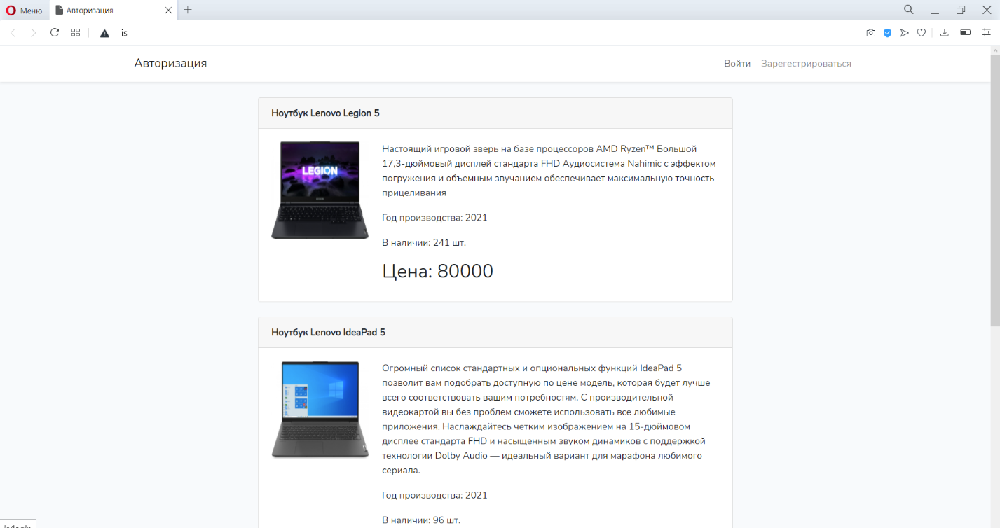 Меню
Авторизация
is
Авторизация
Войти
Зарегестрироваться
Ноутбук Lenovo Legion 5
LEGION
Настоящий игровой зверь на базе процессоров AMD Ryzen™ Большой
17,3-дюймовый дисплей стандарта FHD Аудиосистема Nahimic с эффектом
погружения и объемным звучанием обеспечивает максимальную точность
прицеливания
Год производства: 2021
В наличии: 241 шт.
Цена: 80000
Ноутбук Lenovo IdeaPad 5
Огромный список стандартных и опциональных функций IdeaPad 5
позволит вам подобрать доступную по цене модель, которая будет лучше
всего соответствовать вашим потребностям. С производительной
видеокартой вы без проблем сможете использовать все любимые
приложения. Наслаждайтесь четким изображением на 15-дюймовом
дисплее стандарта FHD и насыщенным звуком динамиков с поддержкой
технологии Dolby Audio — идеальный вариант для марафона любимого
сериала.
Год производства: 2021
В наличии: 96 шт.